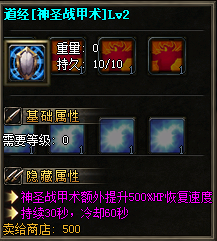 道经[神圣战甲术]Lv2
重量: 0
持久: 10/10
基础属性
需要等级: 0
隐藏属性
神圣战甲术额外提升500%HP恢复速度
持续30秒，冷却60秒
卖给商店: 500